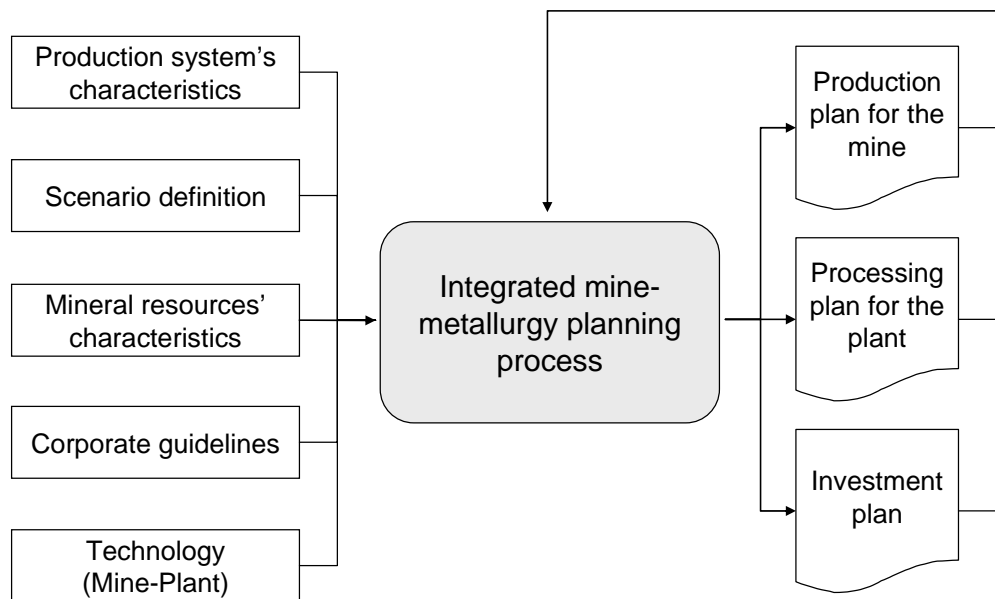 Production system's
characteristics
Scenario definition
Mineral resources'
characteristics
Corporate guidelines
Technology
(Mine-Plant)
Integrated mine-
metallurgy planning
process
Production
plan for the
mine
Processing
plan for the
plant
Investment
plan